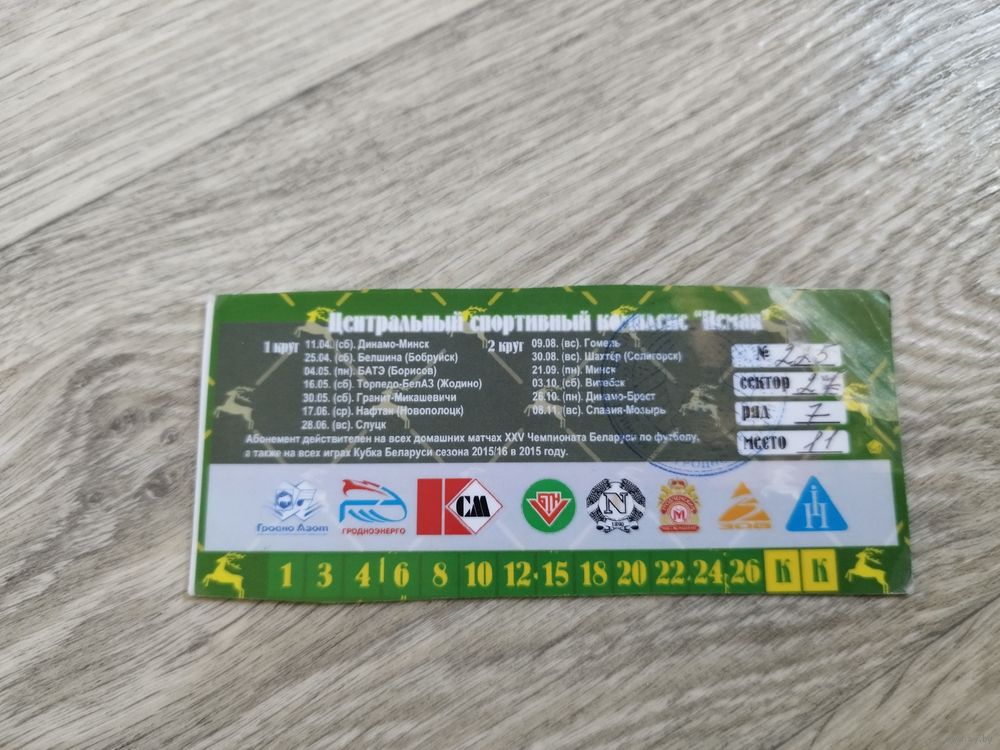 Центральный спортивный комплекс "Неман"
1 круг
11.04. (сб). Динамо-Минск
25.04. (сб). Белшина (Бобруйск)
04.05. (пн). БАТЭ (Борисов)
16.05. (сб). Торпедо-БелАЗ (Жодино)
30.05. (сб). Гранит-Микашевичи
17.06. (ср). Нафтан (Новополоцк)
28.06. (вс). Слуцк
2 круг
09.08. (вс). Гомель
30.08. (вс). Шахтёр (Солигорск)
21.09. (пн). Минск
03.10. (сб). Витебск
26.10. (пн). Динамо-Брест
08.11. (вс). Славия-Мозырь
№ 225
сектор 27
ряд 7
место 11
Абонемент действителен на всех домашних матчах XXV Чемпионата Беларуси по футболу,
а также на всех играх Кубка Беларуси сезона 2015/16 в 2015 году.
Гродно Азот
ГРОДНОЭНЕРГО
К СМ
БТН
N
1890
М
ЗОВ
1 3 4 6 8 10 12 15 18 20 22 24 26 К К